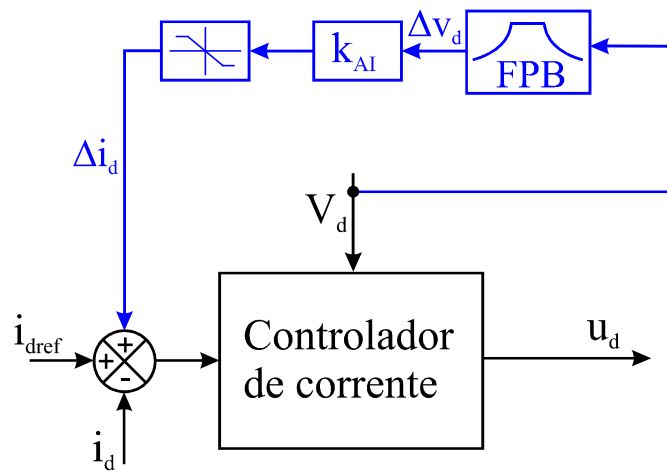 Δv_d
k_AI
FPB
Δi_d
V_d
i_dref
+
+
-
Controlador
de corrente
u_d
i_d